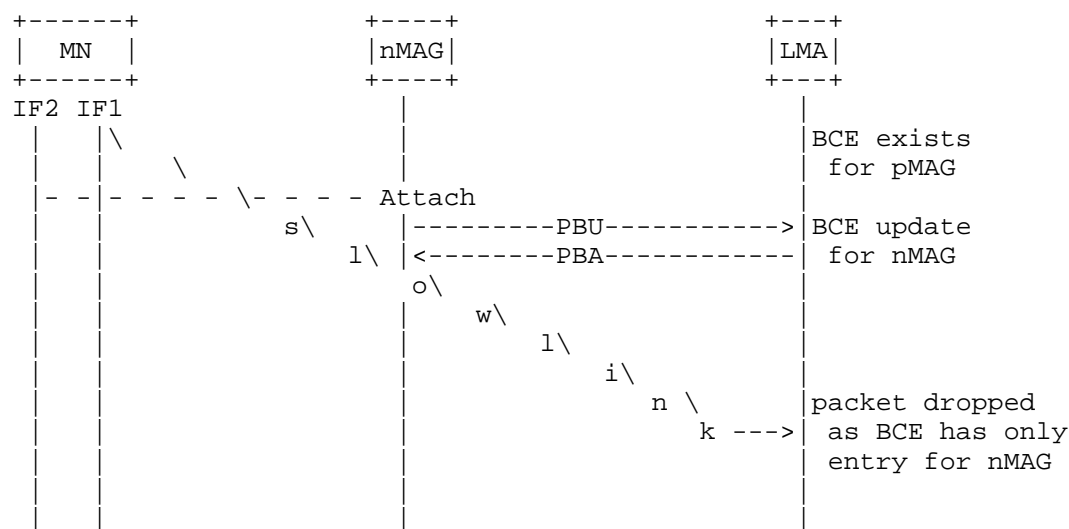 MN nMAG LMA
IF2 IF1
BCE exists
for pMAG
Attach
s PBU BCE update
l PBA for nMAG
o
w
l
i
n packet dropped
k as BCE has only
entry for nMAG